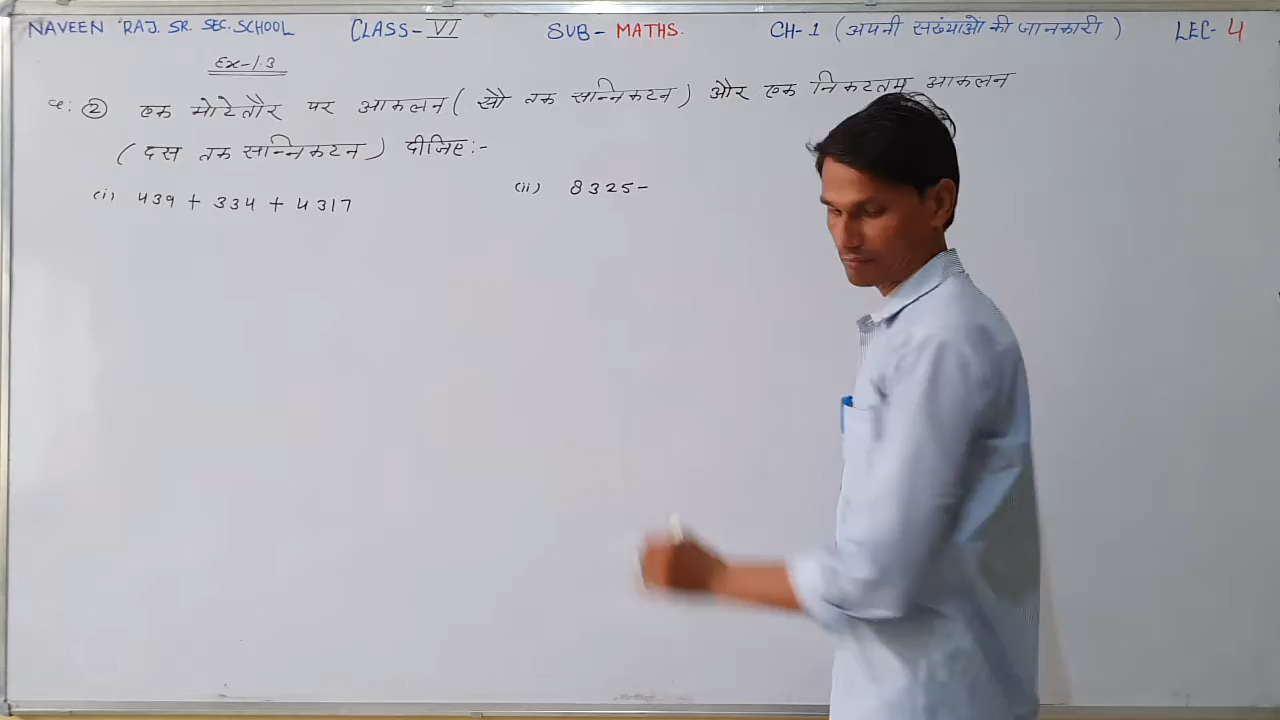 NAVEEN RAJ. SR. SEC. SCHOOL CLASS- VI SUB- MATHS. CH-1 (अपनी संख्याओं की जानकारी) LEC- 4
Ex-1.3
② एक मोटेतौर पर आकलन (सौ तक सन्निकटन) और एक निकटतम आकलन
(दस तक सन्निकटन) दीजिए:-
(i) 439 + 334 + 4317 (ii) 8325-